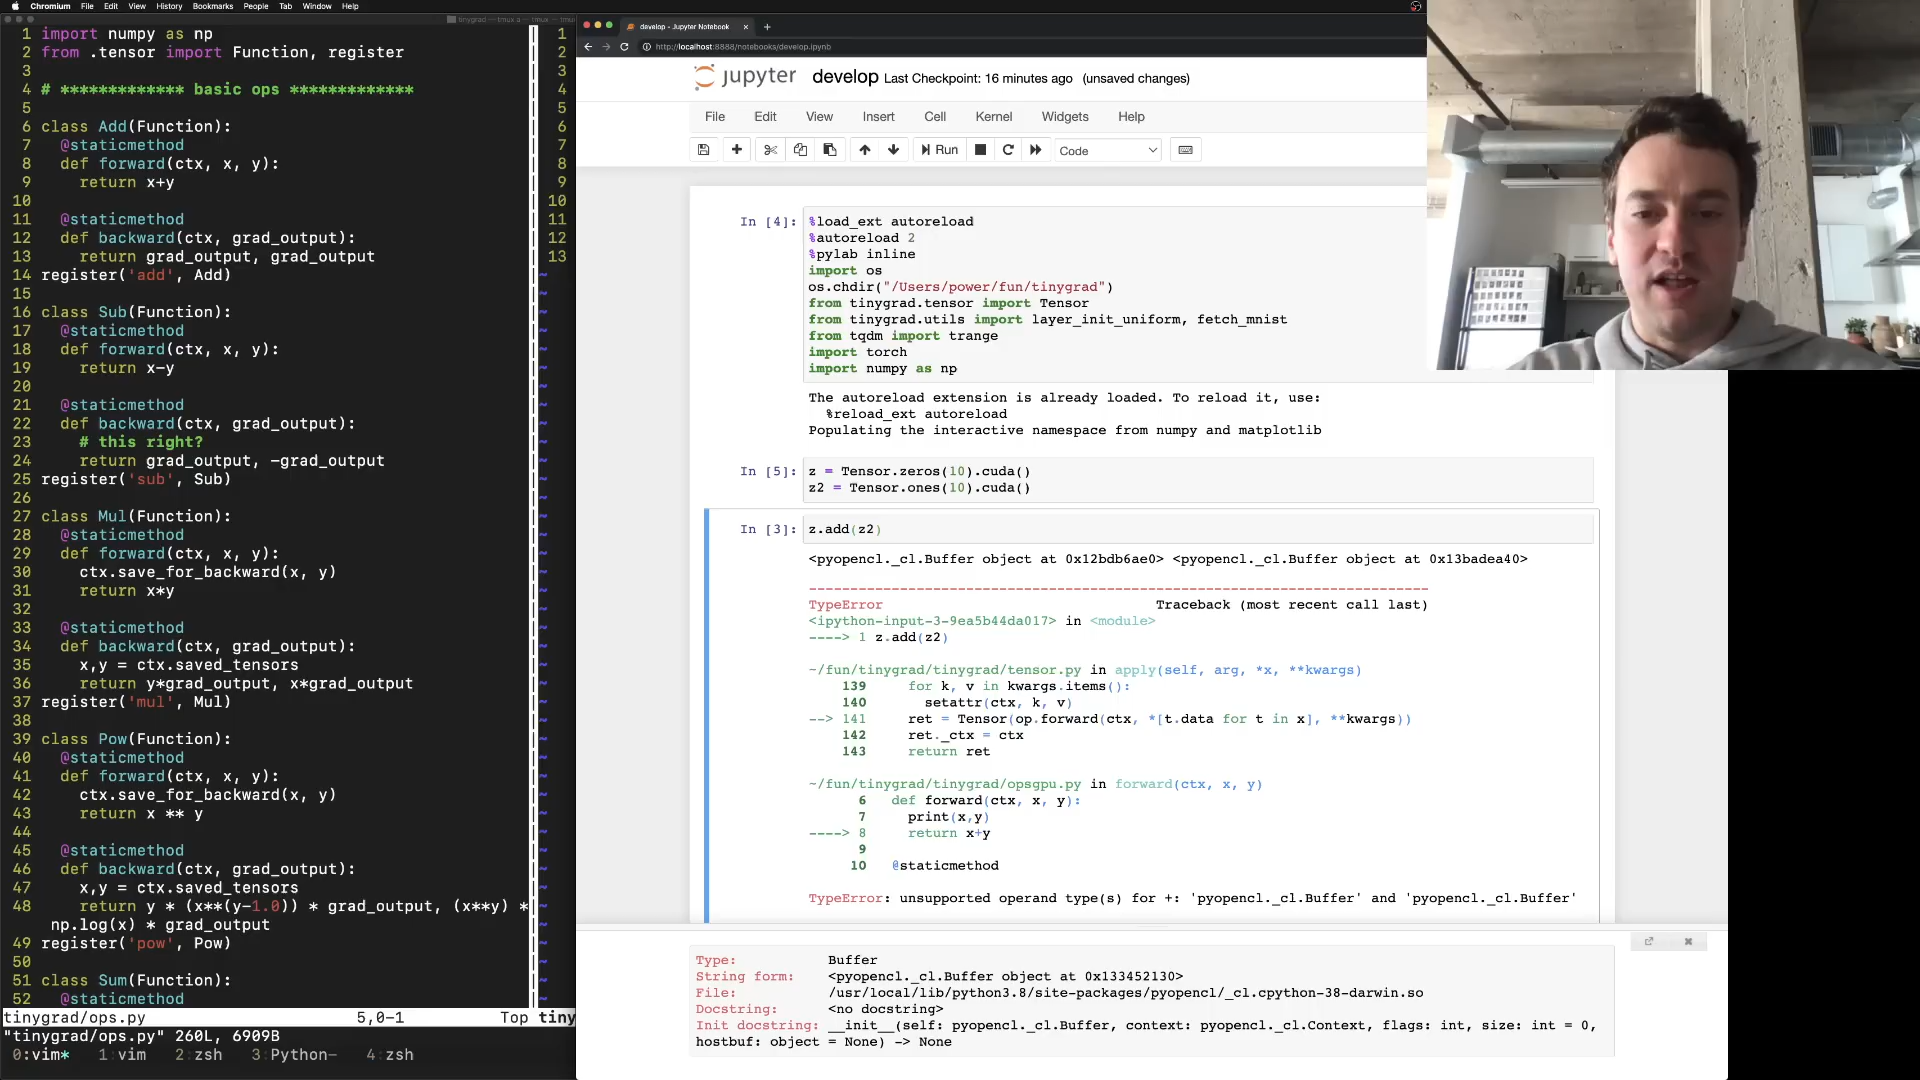 Chromium File Edit View History Bookmarks People Tab Window Help
1 import numpy as np
2 from .tensor import Function, register
3
4 # ************* basic ops *************
5
6 class Add(Function):
7 @staticmethod
8 def forward(ctx, x, y):
9 return x+y
10
11 @staticmethod
12 def backward(ctx, grad_output):
13 return grad_output, grad_output
14 register('add', Add)
15
16 class Sub(Function):
17 @staticmethod
18 def forward(ctx, x, y):
19 return x-y
20
21 @staticmethod
22 def backward(ctx, grad_output):
23 # this right?
24 return grad_output, -grad_output
25 register('sub', Sub)
26
27 class Mul(Function):
28 @staticmethod
29 def forward(ctx, x, y):
30 ctx.save_for_backward(x, y)
31 return x*y
32
33 @staticmethod
34 def backward(ctx, grad_output):
35 x,y = ctx.saved_tensors
36 return y*grad_output, x*grad_output
37 register('mul', Mul)
38
39 class Pow(Function):
40 @staticmethod
41 def forward(ctx, x, y):
42 ctx.save_for_backward(x, y)
43 return x ** y
44
45 @staticmethod
46 def backward(ctx, grad_output):
47 x,y = ctx.saved_tensors
48 return y * (x**(y-1.0)) * grad_output, (x**y) *
np.log(x) * grad_output
49 register('pow', Pow)
50
51 class Sum(Function):
52 @staticmethod
tinygrad/ops.py 5,0-1 Top tiny
"tinygrad/ops.py" 260L, 6909B
0:vim* 1:vim 2:zsh 3:Python- 4:zsh
1
2
3
4
5
6
7
8
9
10
11
12
13
develop - Jupyter Notebook
http://localhost:8888/notebooks/develop.ipynb
jupyter develop Last Checkpoint: 16 minutes ago (unsaved changes)
File Edit View Insert Cell Kernel Widgets Help
Run Code
In [4]: %load_ext autoreload
%autoreload 2
%pylab inline
import os
os.chdir("/Users/power/fun/tinygrad")
from tinygrad.tensor import Tensor
from tinygrad.utils import layer_init_uniform, fetch_mnist
from tqdm import trange
import torch
import numpy as np
The autoreload extension is already loaded. To reload it, use:
%reload_ext autoreload
Populating the interactive namespace from numpy and matplotlib
In [5]: z = Tensor.zeros(10).cuda()
z2 = Tensor.ones(10).cuda()
In [3]: z.add(z2)
<pyopencl._cl.Buffer object at 0x12bdb6ae0> <pyopencl._cl.Buffer object at 0x13badea40>
---------------------------------------------------------------------------
TypeError Traceback (most recent call last)
<ipython-input-3-9ea5b44da017> in <module>
----> 1 z.add(z2)
~/fun/tinygrad/tinygrad/tensor.py in apply(self, arg, *x, **kwargs)
139 for k, v in kwargs.items():
140 setattr(ctx, k, v)
--> 141 ret = Tensor(op.forward(ctx, *[t.data for t in x], **kwargs))
142 ret._ctx = ctx
143 return ret
~/fun/tinygrad/tinygrad/opsgpu.py in forward(ctx, x, y)
6 def forward(ctx, x, y):
7 print(x,y)
----> 8 return x+y
9
10 @staticmethod
TypeError: unsupported operand type(s) for +: 'pyopencl._cl.Buffer' and 'pyopencl._cl.Buffer'
Type: Buffer
String form: <pyopencl._cl.Buffer object at 0x133452130>
File: /usr/local/lib/python3.8/site-packages/pyopencl/_cl.cpython-38-darwin.so
Docstring: <no docstring>
Init docstring: __init__(self: pyopencl._cl.Buffer, context: pyopencl._cl.Context, flags: int, size: int = 0,
hostbuf: object = None) -> None